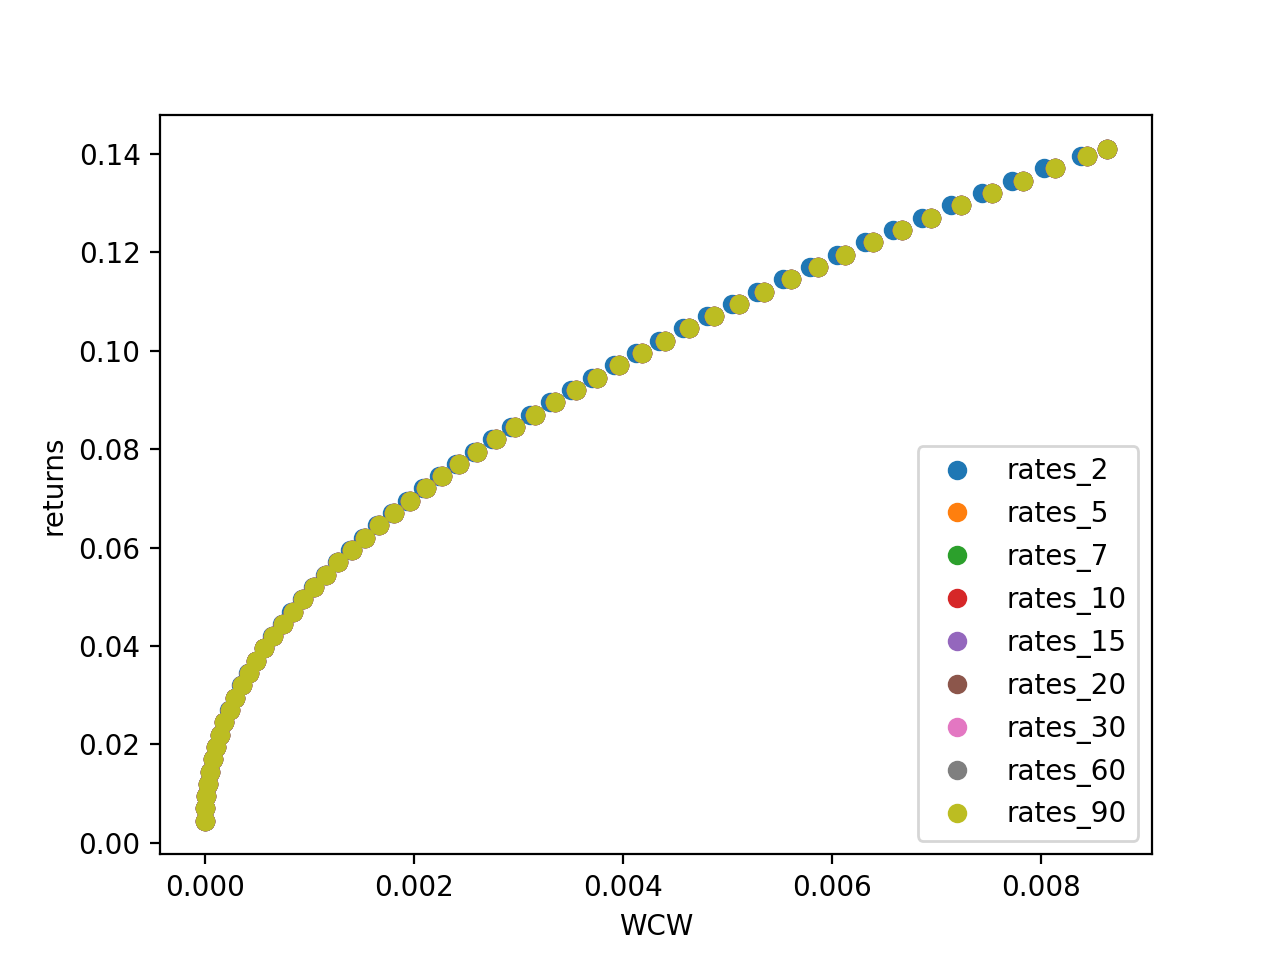 0.14
0.12
0.10
0.08
0.06
0.04
0.02
0.00
returns
rates_2
rates_5
rates_7
rates_10
rates_15
rates_20
rates_30
rates_60
rates_90
0.000 0.002 0.004 0.006 0.008
WCW